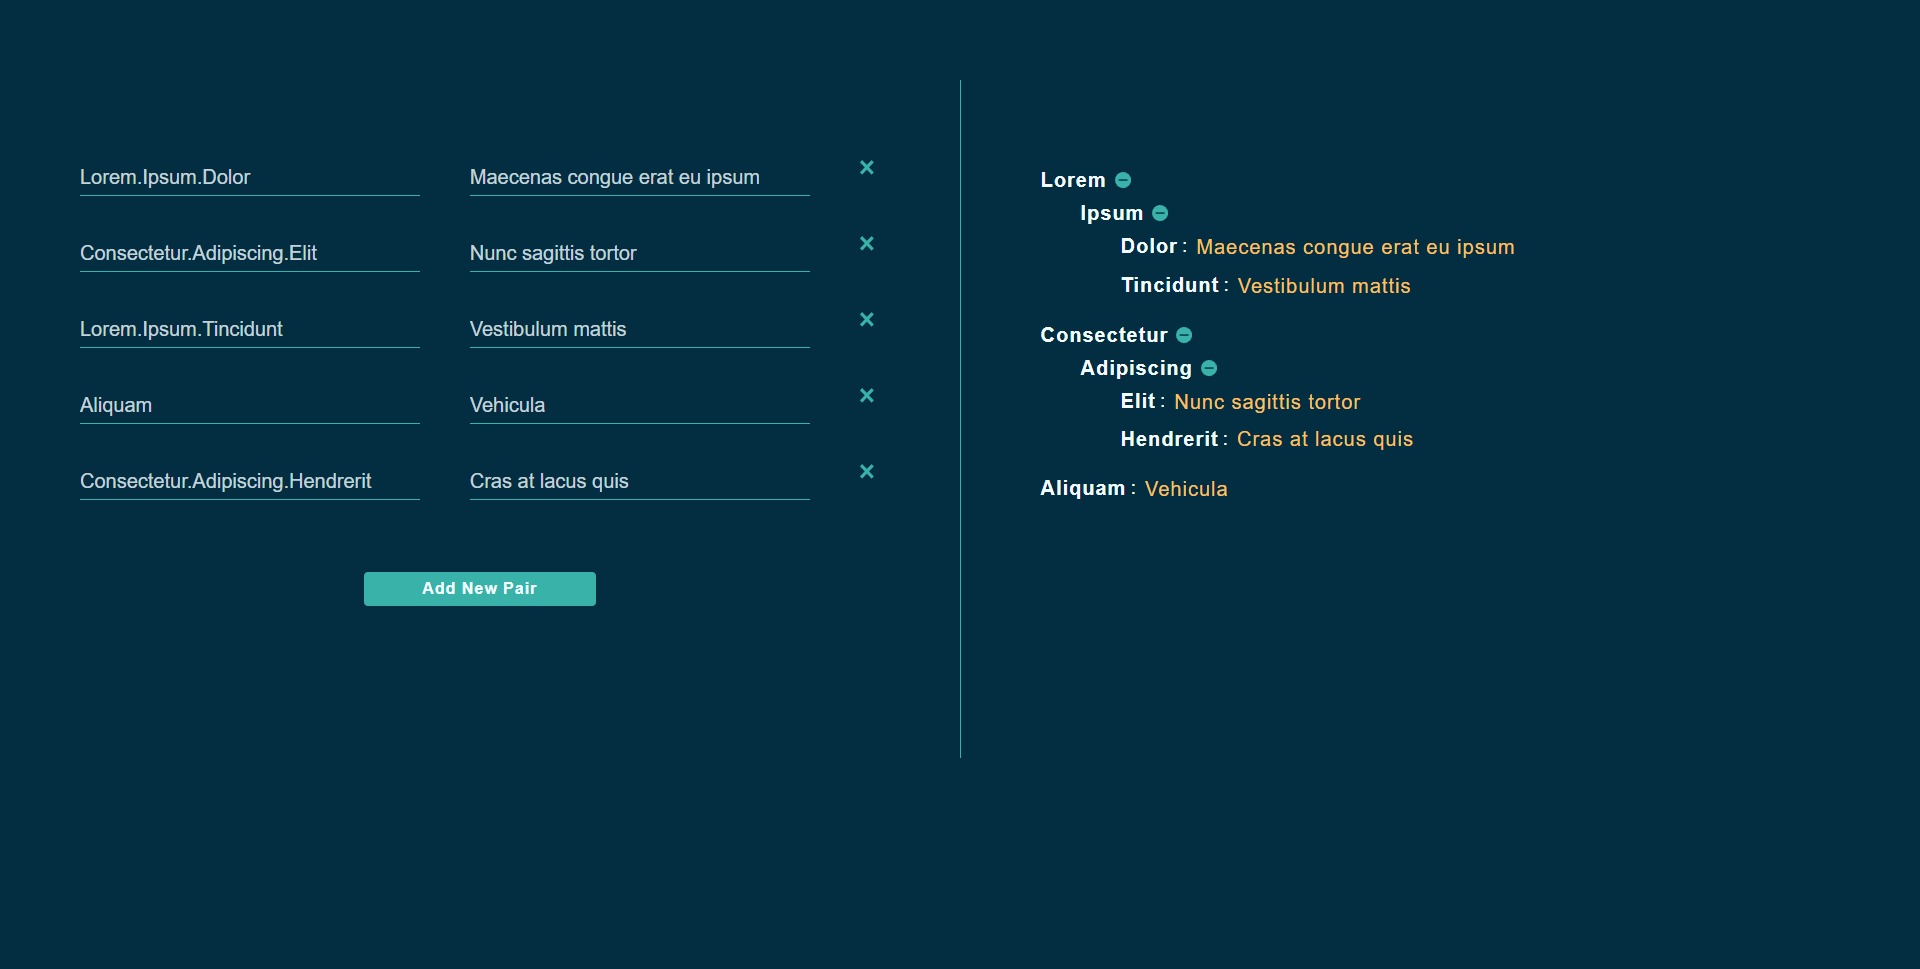 Lorem.Ipsum.Dolor Maecenas congue erat eu ipsum
Consectetur.Adipiscing.Elit Nunc sagittis tortor
Lorem.Ipsum.Tincidunt Vestibulum mattis
Aliquam Vehicula
Consectetur.Adipiscing.Hendrerit Cras at lacus quis
Add New Pair
Lorem
Ipsum
Dolor : Maecenas congue erat eu ipsum
Tincidunt : Vestibulum mattis
Consectetur
Adipiscing
Elit : Nunc sagittis tortor
Hendrerit : Cras at lacus quis
Aliquam : Vehicula